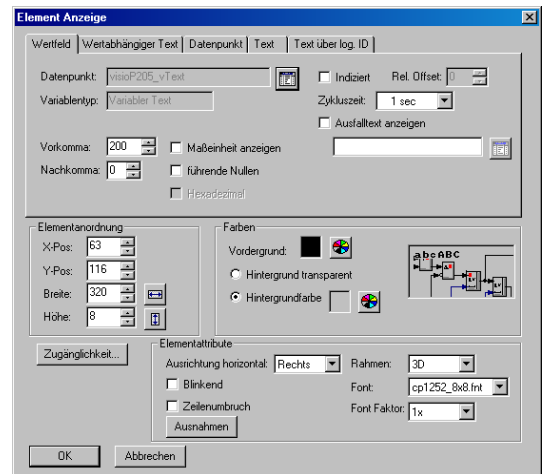 Element Anzeige
Wertfeld Wertabhängiger Text Datenpunkt Text Text über log. ID
Datenpunkt: visioP205_vText Indiziert Rel. Offset: 0
Variablentyp: Variabler Text Zykluszeit: 1 sec
Ausfalltext anzeigen
Vorkomma: 200 Maßeinheit anzeigen
Nachkomma: 0 führende Nullen
Hexadezimal
Elementanordnung Farben
X-Pos: 63 Vordergrund: abcABC
Y-Pos: 116 Hintergrund transparent
Breite: 320 Hintergrundfarbe
Höhe: 8
Zugänglichkeit... Elementattribute
Ausrichtung horizontal: Rechts Rahmen: 3D
Blinkend Font: cp1252_8x8.fnt
Zeilenumbruch Font Faktor: 1x
Ausnahmen
OK Abbrechen